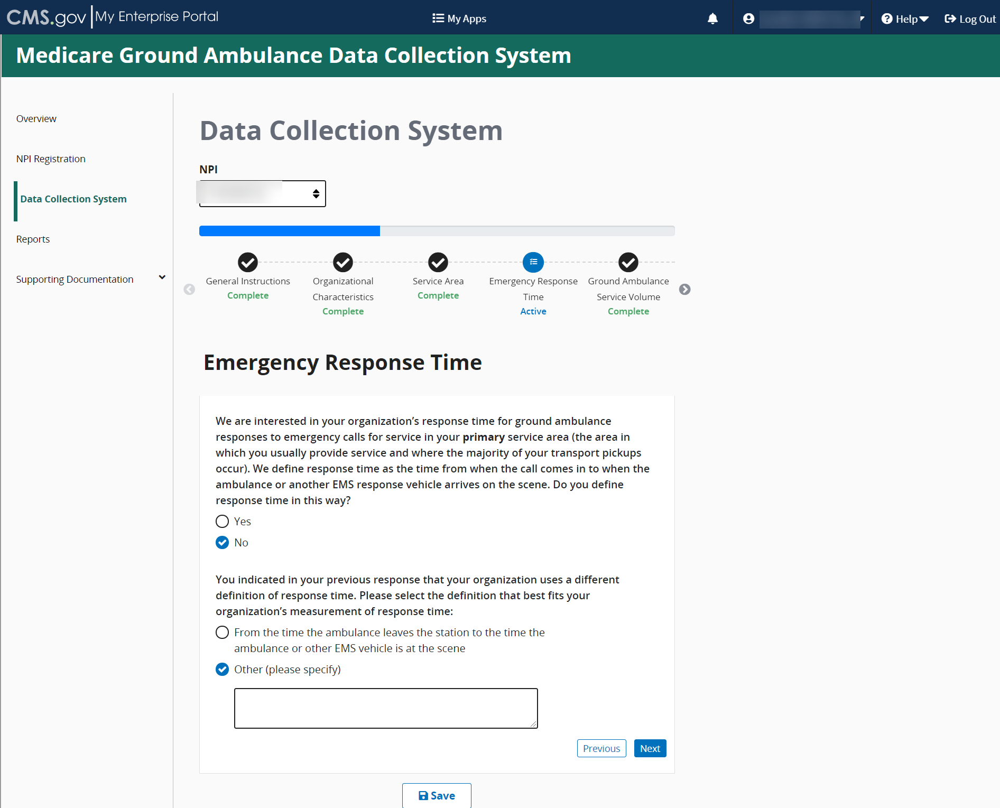 CMS.gov My Enterprise Portal
My Apps
Help
Log Out
Medicare Ground Ambulance Data Collection System
Overview
NPI Registration
Data Collection System
Reports
Supporting Documentation
Data Collection System
NPI
General Instructions
Complete
Organizational
Characteristics
Complete
Service Area
Complete
Emergency Response
Time
Active
Ground Ambulance
Service Volume
Complete
Emergency Response Time
We are interested in your organization’s response time for ground ambulance
responses to emergency calls for service in your primary service area (the area in
which you usually provide service and where the majority of your transport pickups
occur). We define response time as the time from when the call comes in to when the
ambulance or another EMS response vehicle arrives on the scene. Do you define
response time in this way?
Yes
No
You indicated in your previous response that your organization uses a different
definition of response time. Please select the definition that best fits your
organization’s measurement of response time:
From the time the ambulance leaves the station to the time the
ambulance or other EMS vehicle is at the scene
Other (please specify)
Previous
Next
Save